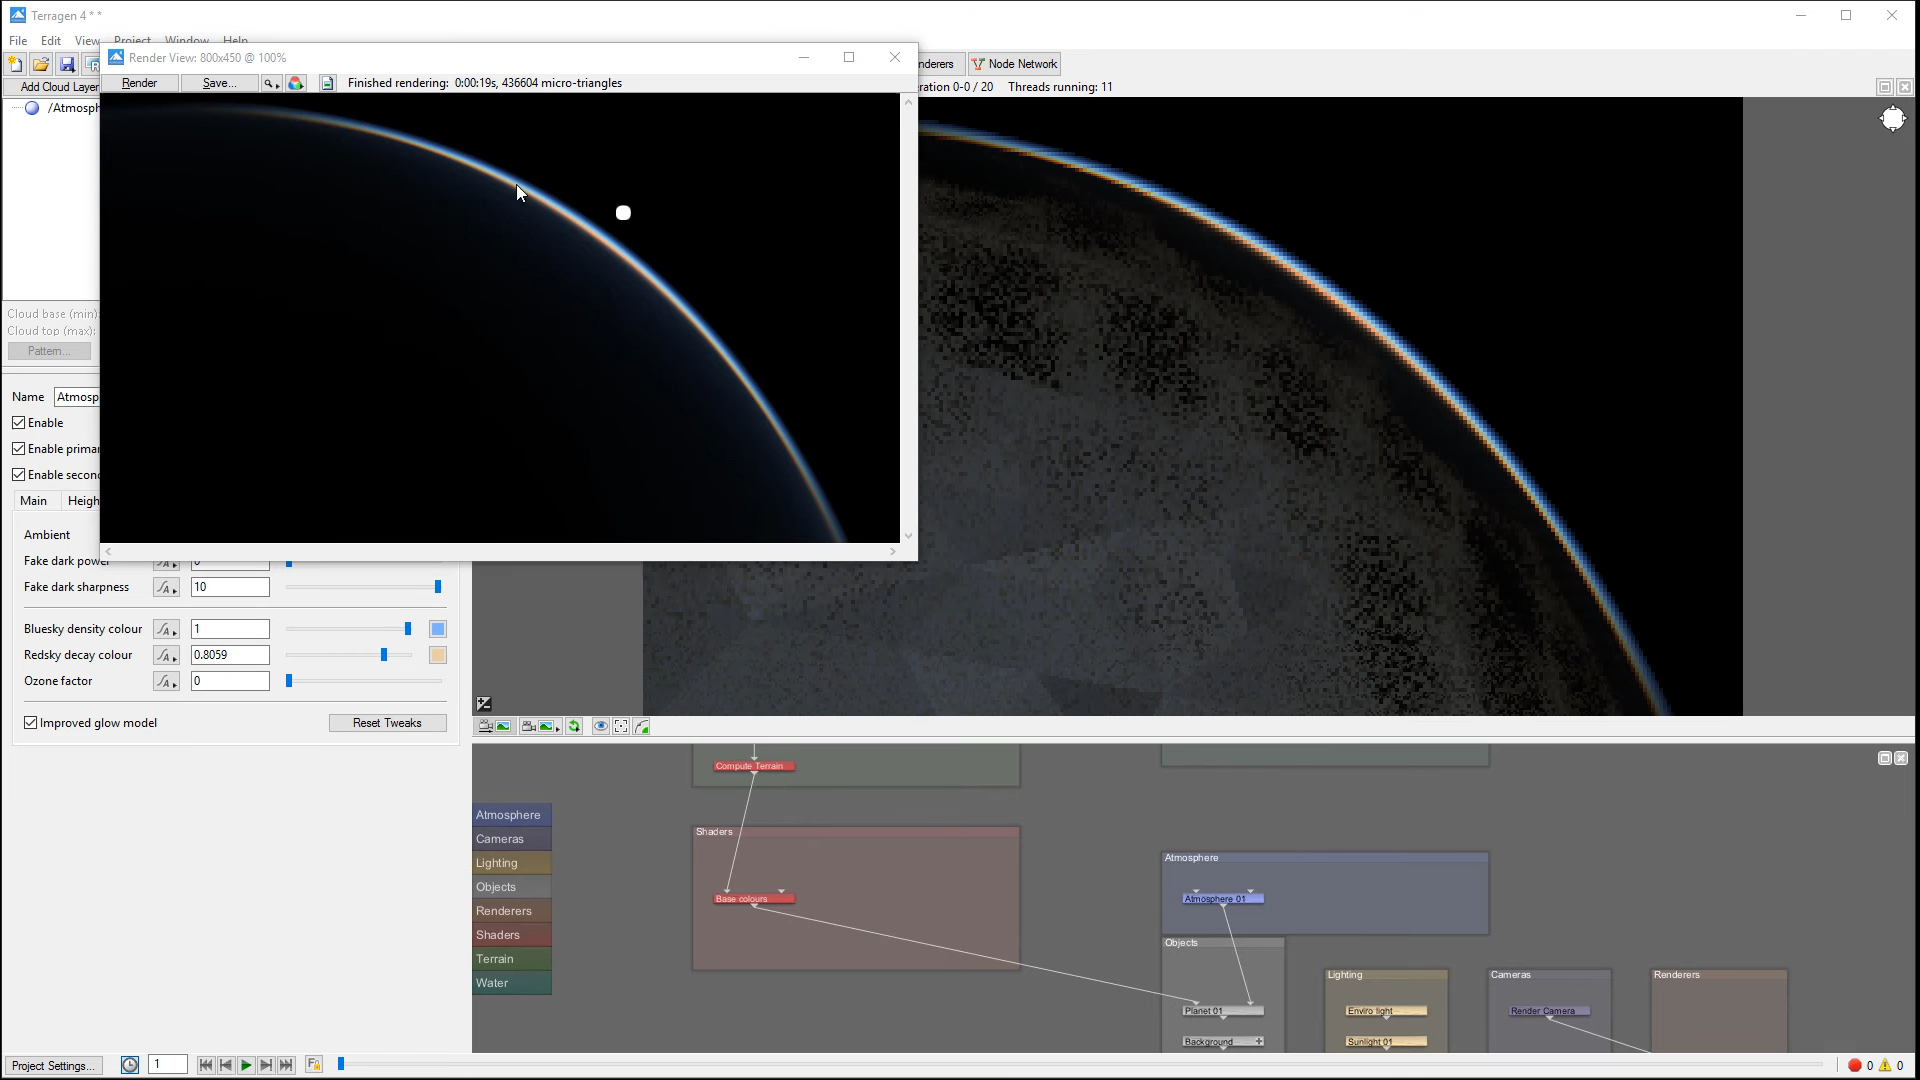 Terragen 4 * *
File Edit View Project Window Help
Render View: 800x450 @ 100%
Render Save... Finished rendering: 0:00:19s, 436604 micro-triangles
nderers Node Network
Add Cloud Layer
eration 0-0 / 20 Threads running: 11
/Atmosph
Cloud base (min):
Cloud top (max):
Pattern...
Name Atmosp
Enable
Enable primar
Enable second
Main Heigh
Ambient
Fake dark power 0
Fake dark sharpness 10
Bluesky density colour 1
Redsky decay colour 0.8059
Ozone factor 0
Improved glow model Reset Tweaks
Compute Terrain
Atmosphere
Cameras
Lighting
Objects
Renderers
Shaders
Terrain
Water
Shaders
Base colours
Atmosphere
Atmosphere 01
Objects
Planet 01
Background +
Lighting
Enviro light
Sunlight 01
Cameras
Render Camera
Renderers
Project Settings... 1 0 0